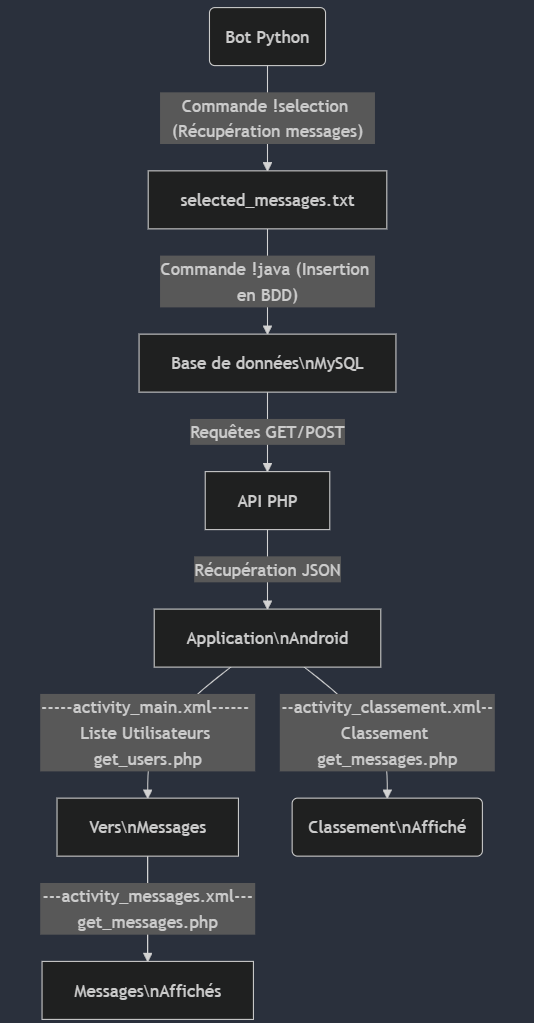 Bot Python
Commande !selection
(Récupération messages)
selected_messages.txt
Commande !java (Insertion
en BDD)
Base de données\nMySQL
Requêtes GET/POST
API PHP
Récupération JSON
Application\nAndroid
-----activity_main.xml------
Liste Utilisateurs
get_users.php
--activity_classement.xml--
Classement
get_messages.php
Vers\nMessages
Classement\nAffiché
---activity_messages.xml---
get_messages.php
Messages\nAffichés